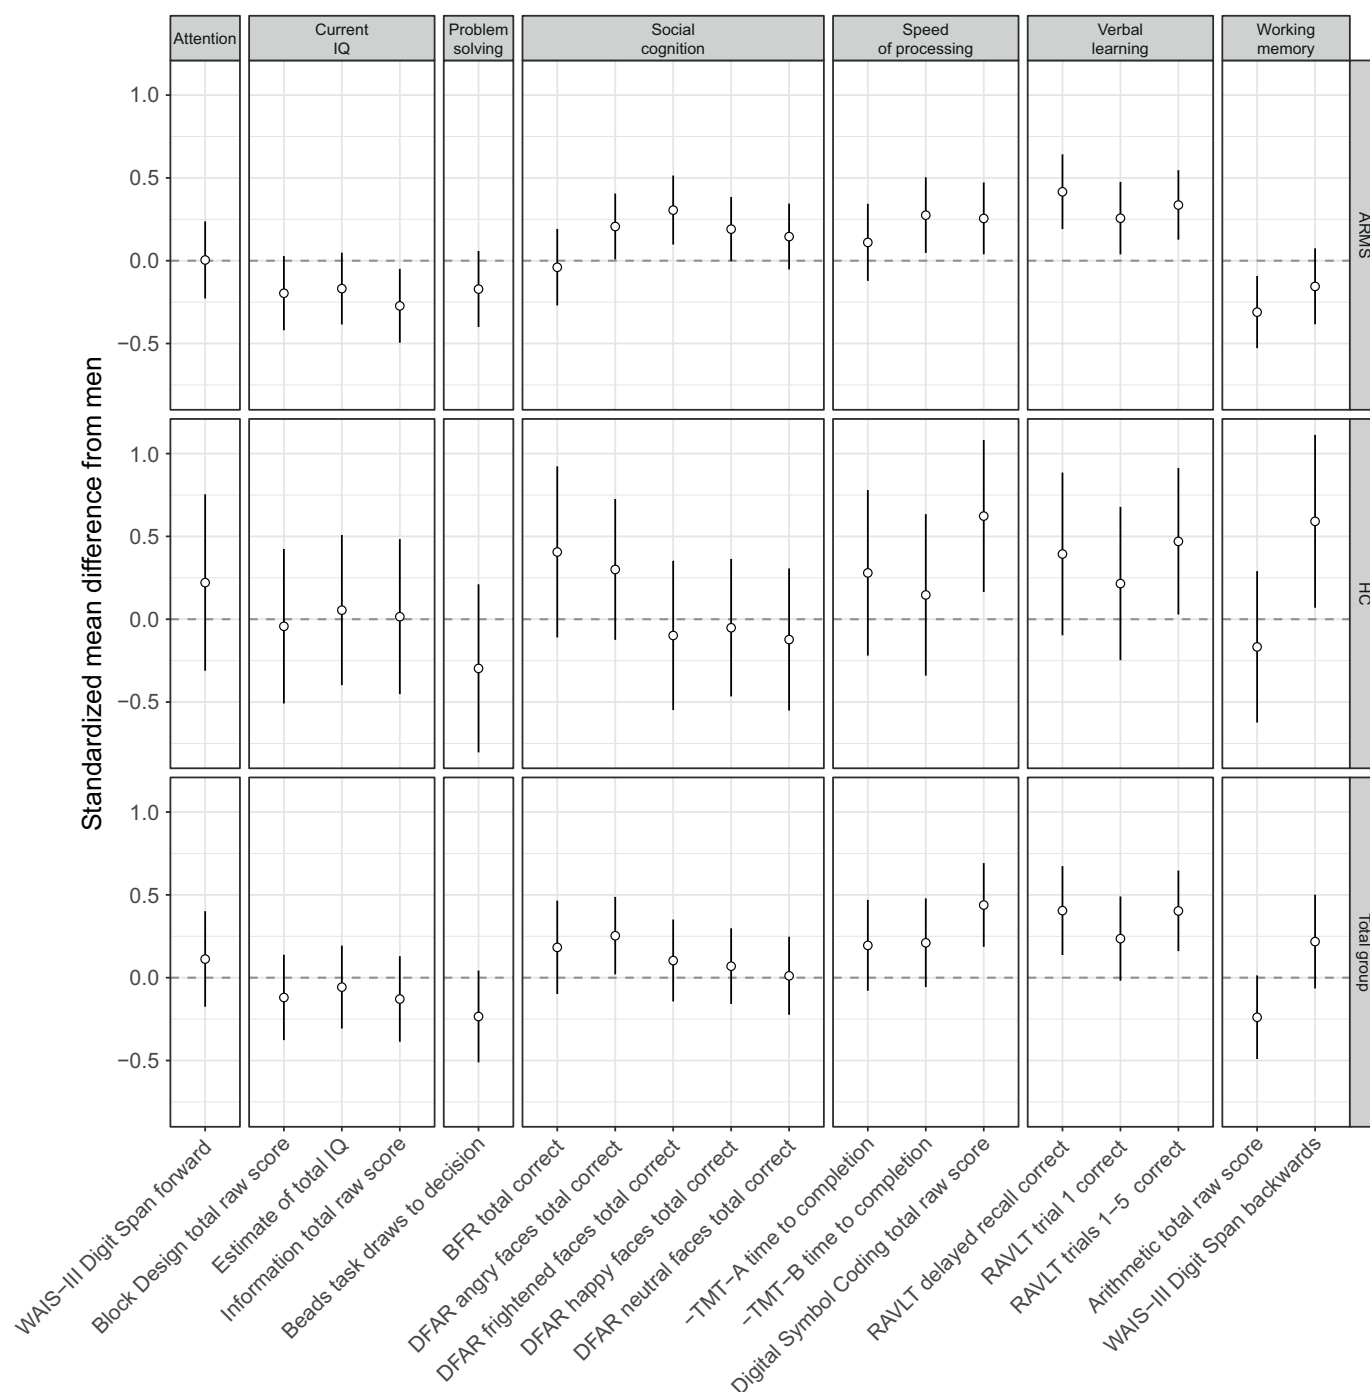 Attention
Current
IQ
Problem
solving
Social
cognition
Speed
of processing
Verbal
learning
Working
memory
Standardized mean difference from men
1.0
0.5
0.0
−0.5
ARMS
1.0
0.5
0.0
−0.5
HC
1.0
0.5
0.0
−0.5
Total group
WAIS−III Digit Span forward
Block Design total raw score
Estimate of total IQ
Information total raw score
Beads task draws to decision
BFR total correct
DFAR angry faces total correct
DFAR frightened faces total correct
DFAR happy faces total correct
DFAR neutral faces total correct
-TMT−A time to completion
-TMT−B time to completion
Digital Symbol Coding total raw score
RAVLT delayed recall correct
RAVLT trial 1 correct
RAVLT trials 1−5 correct
Arithmetic total raw score
WAIS−III Digit Span backwards